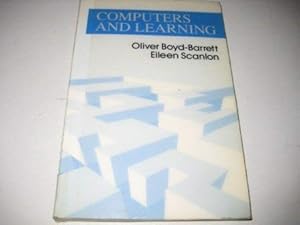 COMPUTERS
AND LEARNING
Oliver Boyd-Barrett
Eileen Scanlon